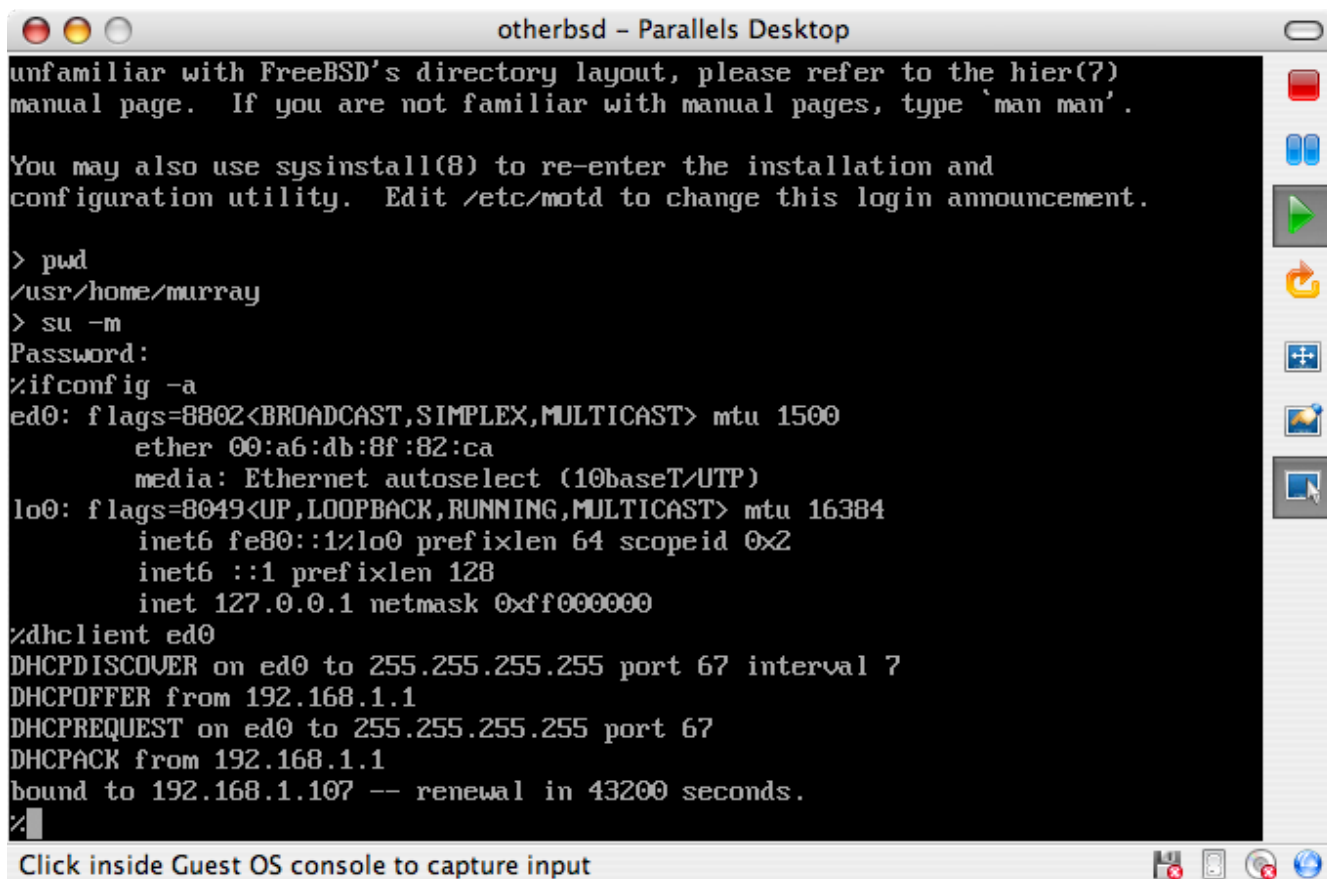 otherbsd – Parallels Desktop
unfamiliar with FreeBSD's directory layout, please refer to the hier(7)
manual page.  If you are not familiar with manual pages, type `man man'.
You may also use sysinstall(8) to re-enter the installation and
configuration utility.  Edit /etc/motd to change this login announcement.
> pwd
/usr/home/murray
> su -m
Password:
%ifconfig -a
ed0: flags=8802<BROADCAST,SIMPLEX,MULTICAST> mtu 1500
        ether 00:a6:db:8f:82:ca
        media: Ethernet autoselect (10baseT/UTP)
lo0: flags=8049<UP,LOOPBACK,RUNNING,MULTICAST> mtu 16384
        inet6 fe80::1%lo0 prefixlen 64 scopeid 0x2
        inet6 ::1 prefixlen 128
        inet 127.0.0.1 netmask 0xff000000
%dhclient ed0
DHCPDISCOVER on ed0 to 255.255.255.255 port 67 interval 7
DHCPOFFER from 192.168.1.1
DHCPREQUEST on ed0 to 255.255.255.255 port 67
DHCPACK from 192.168.1.1
bound to 192.168.1.107 -- renewal in 43200 seconds.
%
Click inside Guest OS console to capture input